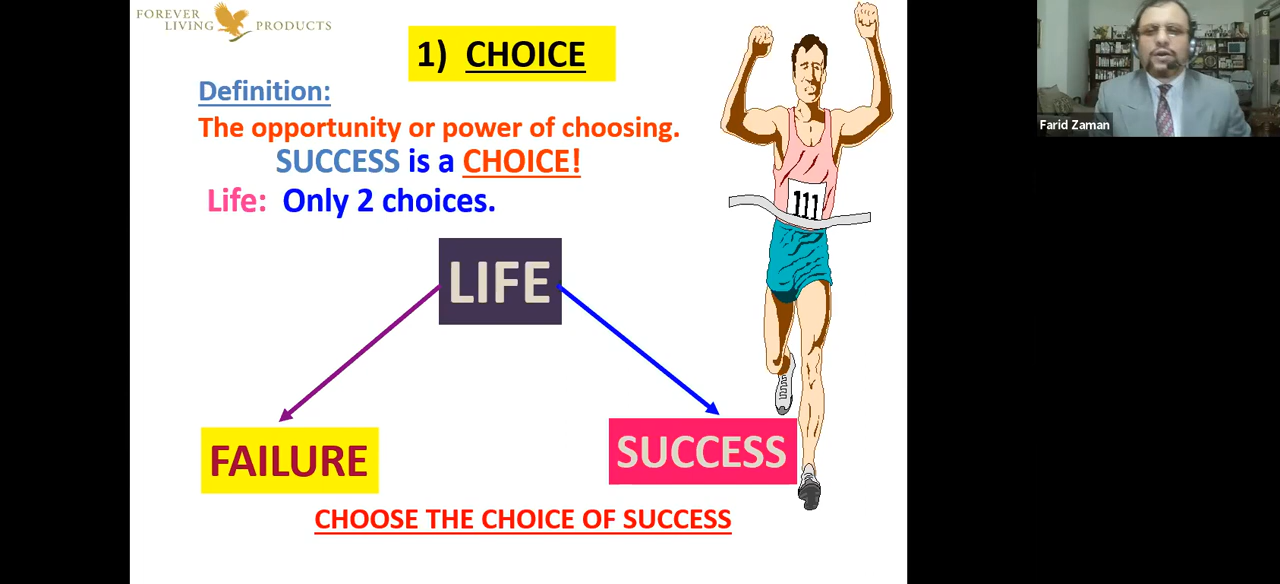 FOREVER
LIVING PRODUCTS
1) CHOICE
Farid Zaman
Definition:
The opportunity or power of choosing.
SUCCESS is a CHOICE!
Life: Only 2 choices.
111
LIFE
FAILURE
SUCCESS
CHOOSE THE CHOICE OF SUCCESS